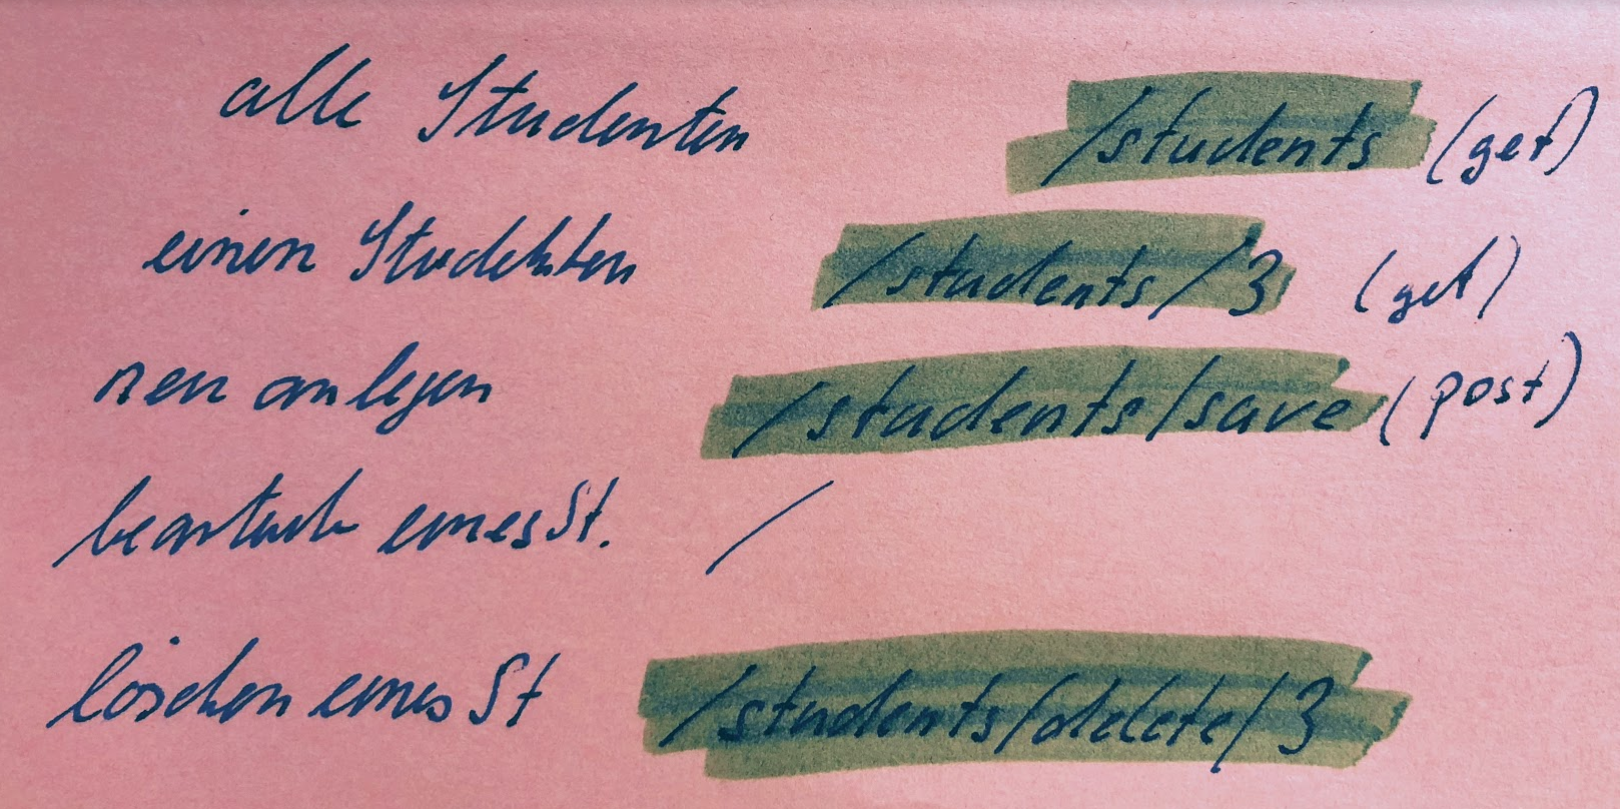 alle Studenten /students (get)
einen Studenten /students/3 (get)
neu anlegen /students/save (post)
eines St. /
löschen eines St /students/delete/3